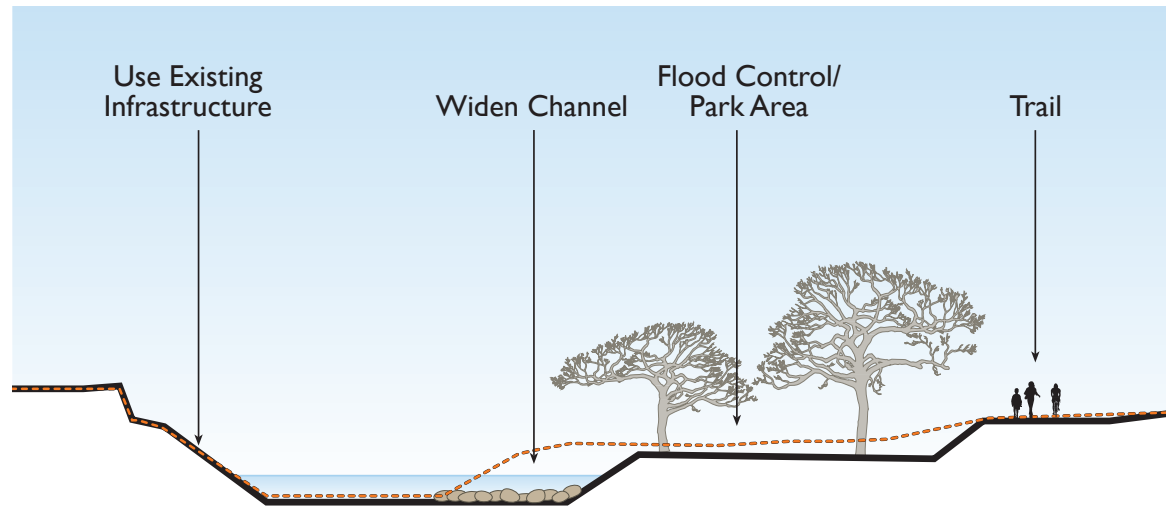 Use Existing
Infrastructure
Widen Channel
Flood Control/
Park Area
Trail